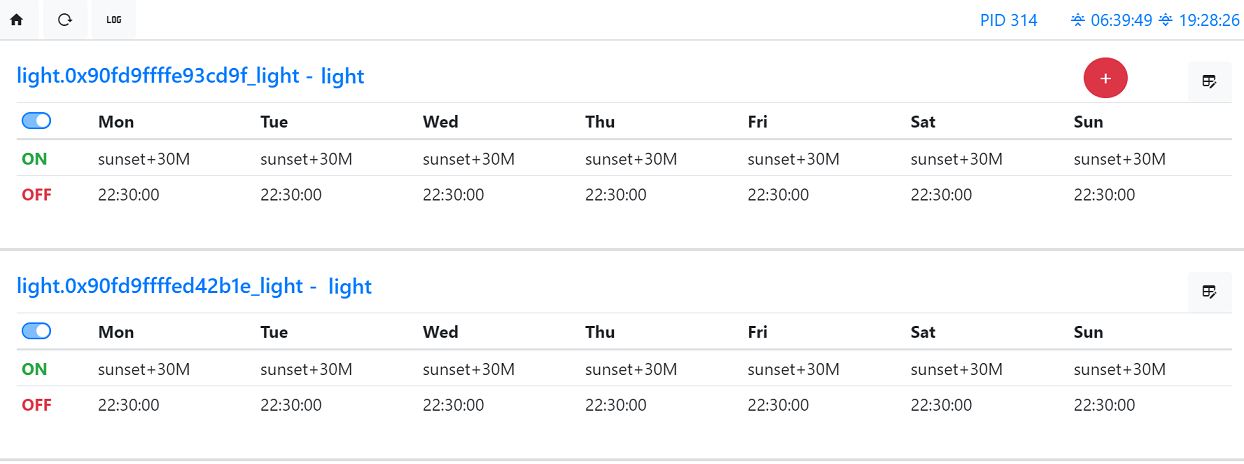 LOG PID 314 06:39:49 19:28:26
light.0x90fd9ffffe93cd9f_light - light +
Mon Tue Wed Thu Fri Sat Sun
ON sunset+30M sunset+30M sunset+30M sunset+30M sunset+30M sunset+30M sunset+30M
OFF 22:30:00 22:30:00 22:30:00 22:30:00 22:30:00 22:30:00 22:30:00
light.0x90fd9ffffed42b1e_light - light
Mon Tue Wed Thu Fri Sat Sun
ON sunset+30M sunset+30M sunset+30M sunset+30M sunset+30M sunset+30M sunset+30M
OFF 22:30:00 22:30:00 22:30:00 22:30:00 22:30:00 22:30:00 22:30:00